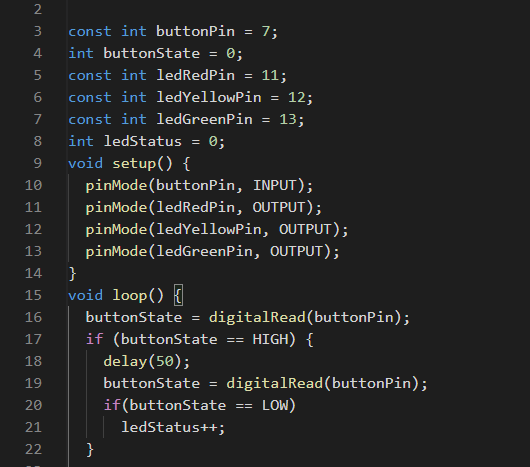 2
3 const int buttonPin = 7;
4 int buttonState = 0;
5 const int ledRedPin = 11;
6 const int ledYellowPin = 12;
7 const int ledGreenPin = 13;
8 int ledStatus = 0;
9 void setup() {
10   pinMode(buttonPin, INPUT);
11   pinMode(ledRedPin, OUTPUT);
12   pinMode(ledYellowPin, OUTPUT);
13   pinMode(ledGreenPin, OUTPUT);
14 }
15 void loop() {
16   buttonState = digitalRead(buttonPin);
17   if (buttonState == HIGH) {
18     delay(50);
19     buttonState = digitalRead(buttonPin);
20     if(buttonState == LOW)
21       ledStatus++;
22   }